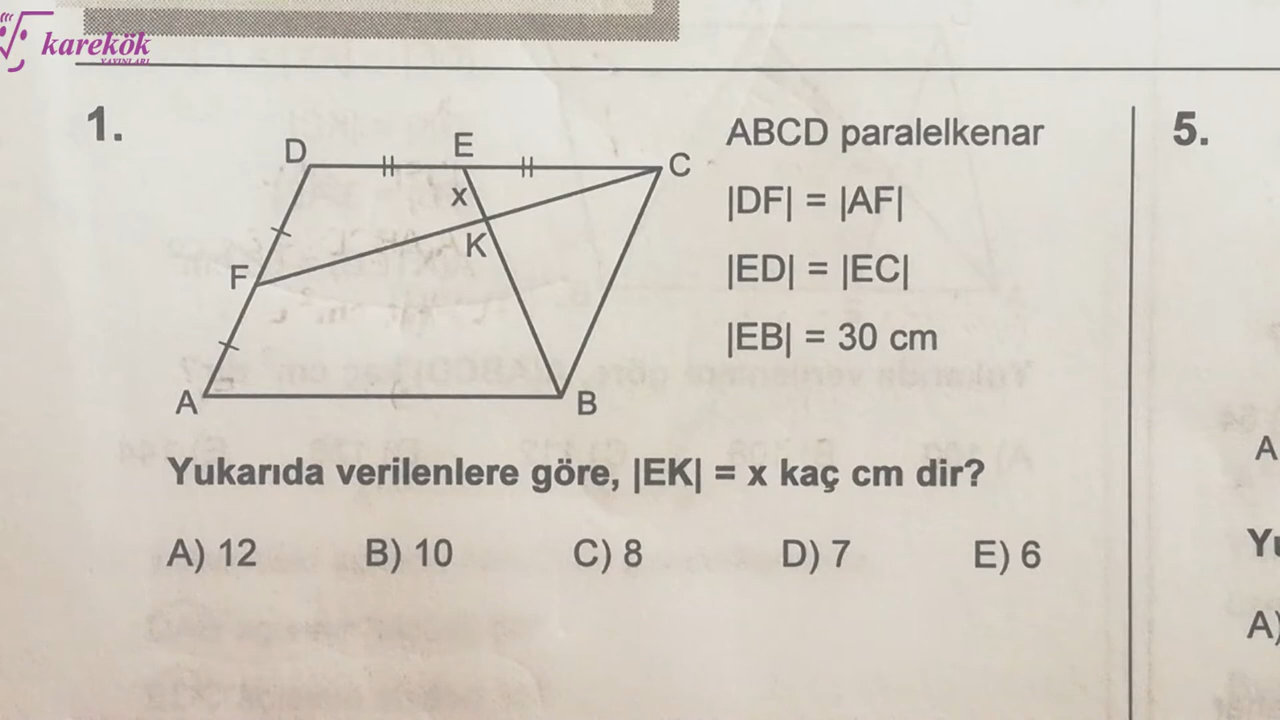 karekök
YAYINLARI
1.
D
E
C
x
K
F
A
B
ABCD paralelkenar
|DF| = |AF|
|ED| = |EC|
|EB| = 30 cm
Yukarıda verilenlere göre, |EK| = x kaç cm dir?
A) 12 B) 10 C) 8 D) 7 E) 6
5.
A
A)